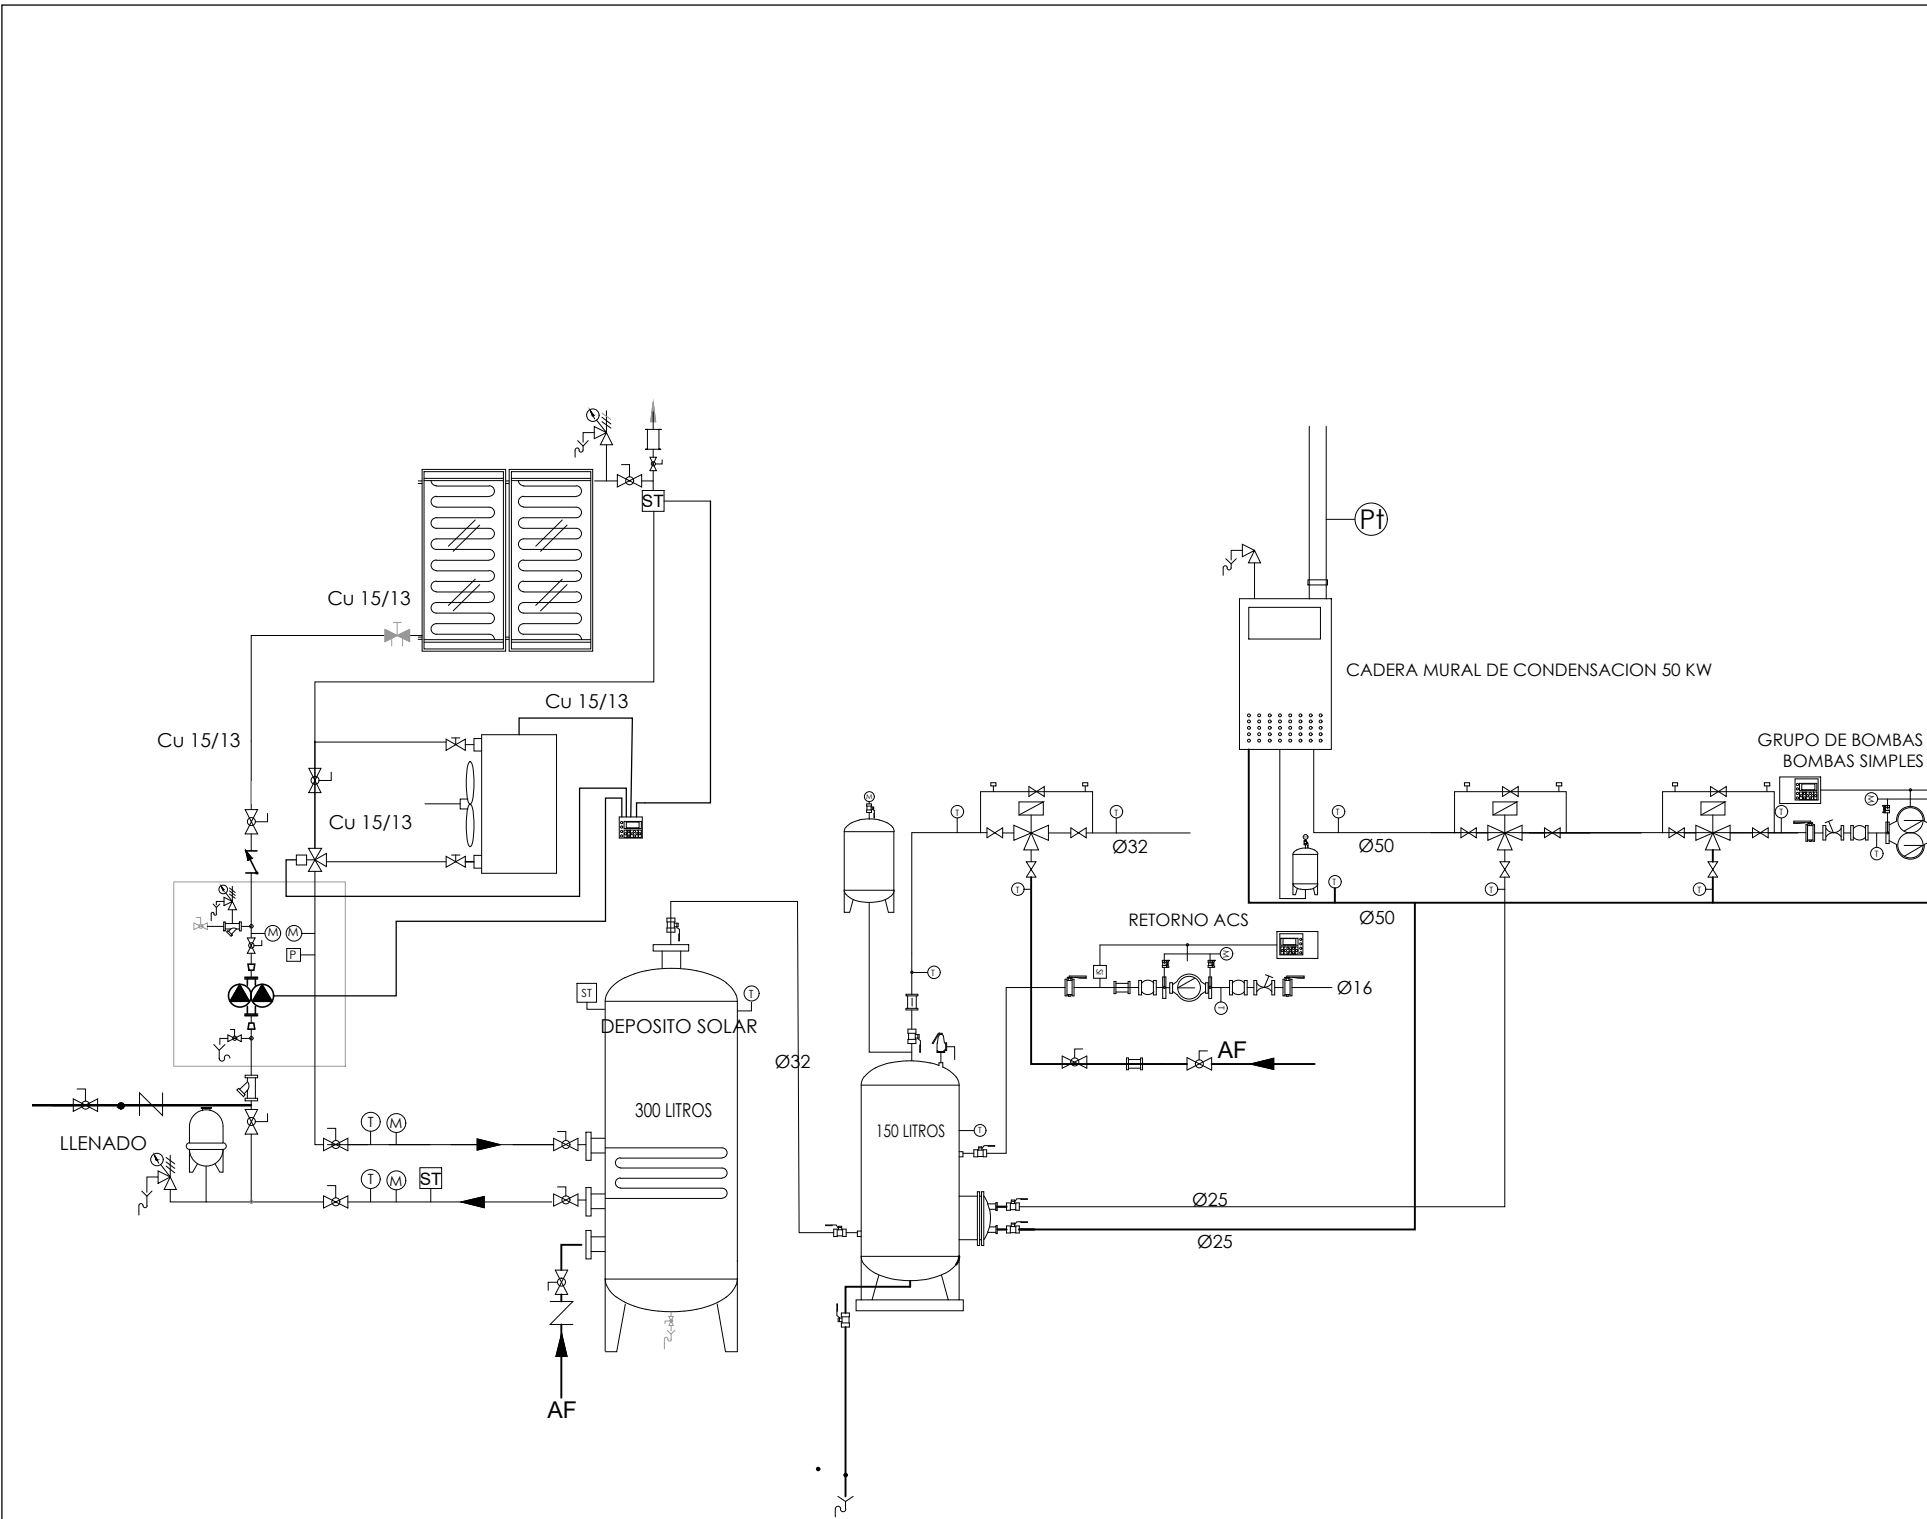 ST
Pt
Cu 15/13
CADERA MURAL DE CONDENSACION 50 KW
Cu 15/13
Cu 15/13
GRUPO DE BOMBAS
BOMBAS SIMPLES
M
M
T
T
T
T
Cu 15/13
Ø32
Ø50
T
T
T
T
T
RETORNO ACS
Ø50
M
M
P
M
T
ST
T
S
Ø16
T
DEPOSITO SOLAR
AF
Ø32
300 LITROS
T
M
150 LITROS
T
LLENADO
T
M
ST
Ø25
Ø25
AF